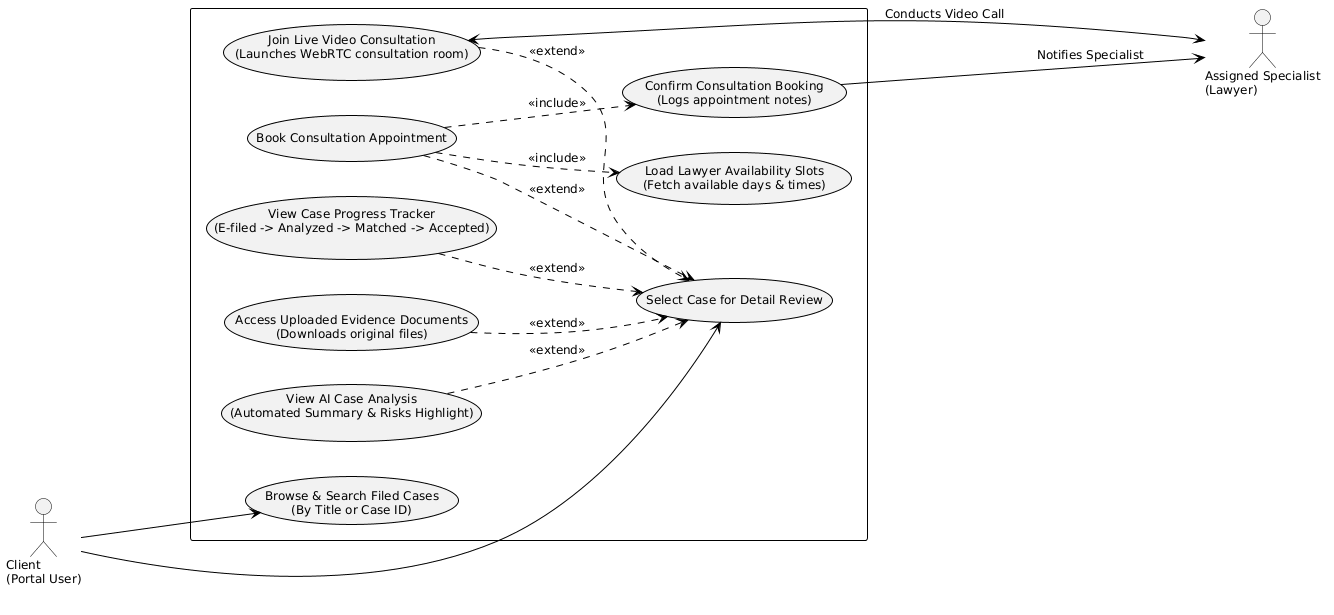 Conducts Video Call
Join Live Video Consultation
(Launches WebRTC consultation room)
«extend»
Notifies Specialist
Assigned Specialist
(Lawyer)
Confirm Consultation Booking
(Logs appointment notes)
«include»
Book Consultation Appointment
«include»
Load Lawyer Availability Slots
(Fetch available days & times)
«extend»
View Case Progress Tracker
(E-filed -> Analyzed -> Matched -> Accepted)
«extend»
Select Case for Detail Review
Access Uploaded Evidence Documents
(Downloads original files)
«extend»
«extend»
View AI Case Analysis
(Automated Summary & Risks Highlight)
Browse & Search Filed Cases
(By Title or Case ID)
Client
(Portal User)